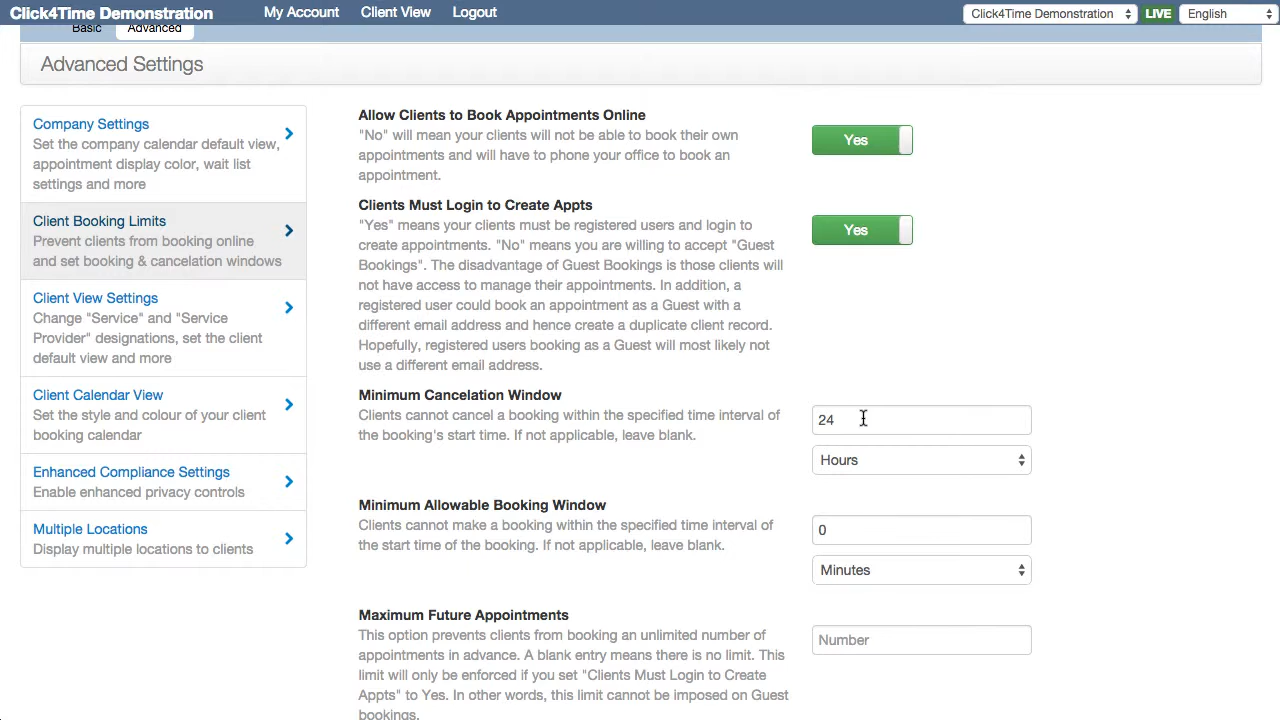 Click4Time Demonstration
My Account
Client View
Logout
Click4Time Demonstration
LIVE
English
Basic
Advanced
Advanced Settings
Company Settings
Set the company calendar default view,
appointment display color, wait list
settings and more
Client Booking Limits
Prevent clients from booking online
and set booking & cancelation windows
Client View Settings
Change "Service" and "Service
Provider" designations, set the client
default view and more
Client Calendar View
Set the style and colour of your client
booking calendar
Enhanced Compliance Settings
Enable enhanced privacy controls
Multiple Locations
Display multiple locations to clients
Allow Clients to Book Appointments Online
"No" will mean your clients will not be able to book their own
appointments and will have to phone your office to book an
appointment.
Yes
Clients Must Login to Create Appts
"Yes" means your clients must be registered users and login to
create appointments. "No" means you are willing to accept "Guest
Bookings". The disadvantage of Guest Bookings is those clients will
not have access to manage their appointments. In addition, a
registered user could book an appointment as a Guest with a
different email address and hence create a duplicate client record.
Hopefully, registered users booking as a Guest will most likely not
use a different email address.
Yes
Minimum Cancelation Window
Clients cannot cancel a booking within the specified time interval of
the booking's start time. If not applicable, leave blank.
24
Hours
Minimum Allowable Booking Window
Clients cannot make a booking within the specified time interval of
the start time of the booking. If not applicable, leave blank.
0
Minutes
Maximum Future Appointments
This option prevents clients from booking an unlimited number of
appointments in advance. A blank entry means there is no limit. This
limit will only be enforced if you set "Clients Must Login to Create
Appts" to Yes. In other words, this limit cannot be imposed on Guest
bookings.
Number